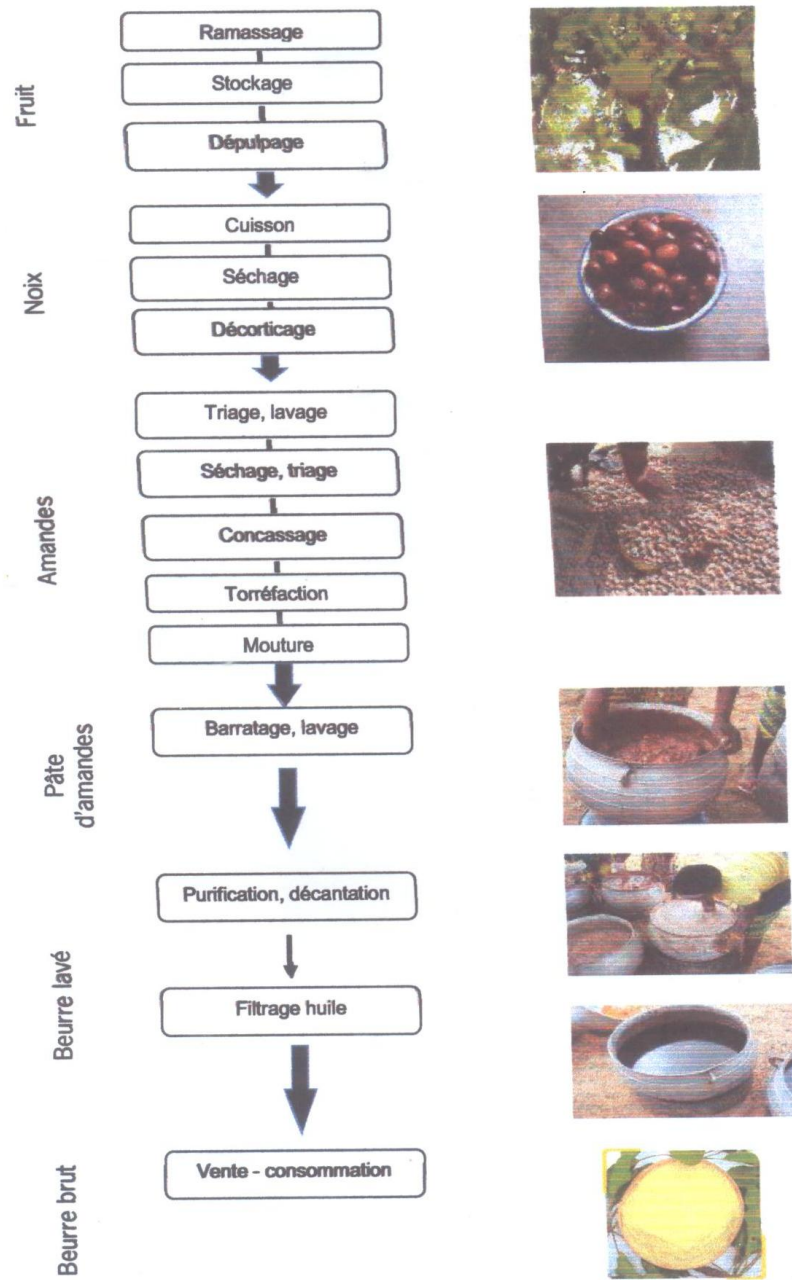 Fruit
Ramassage
Stockage
Dépulpage
Noix
Cuisson
Séchage
Décorticage
Amandes
Triage, lavage
Séchage, triage
Concassage
Torréfaction
Mouture
Pâte
d'amandes
Barratage, lavage
Beurre lavé
Purification, décantation
Filtrage huile
Beurre brut
Vente - consommation